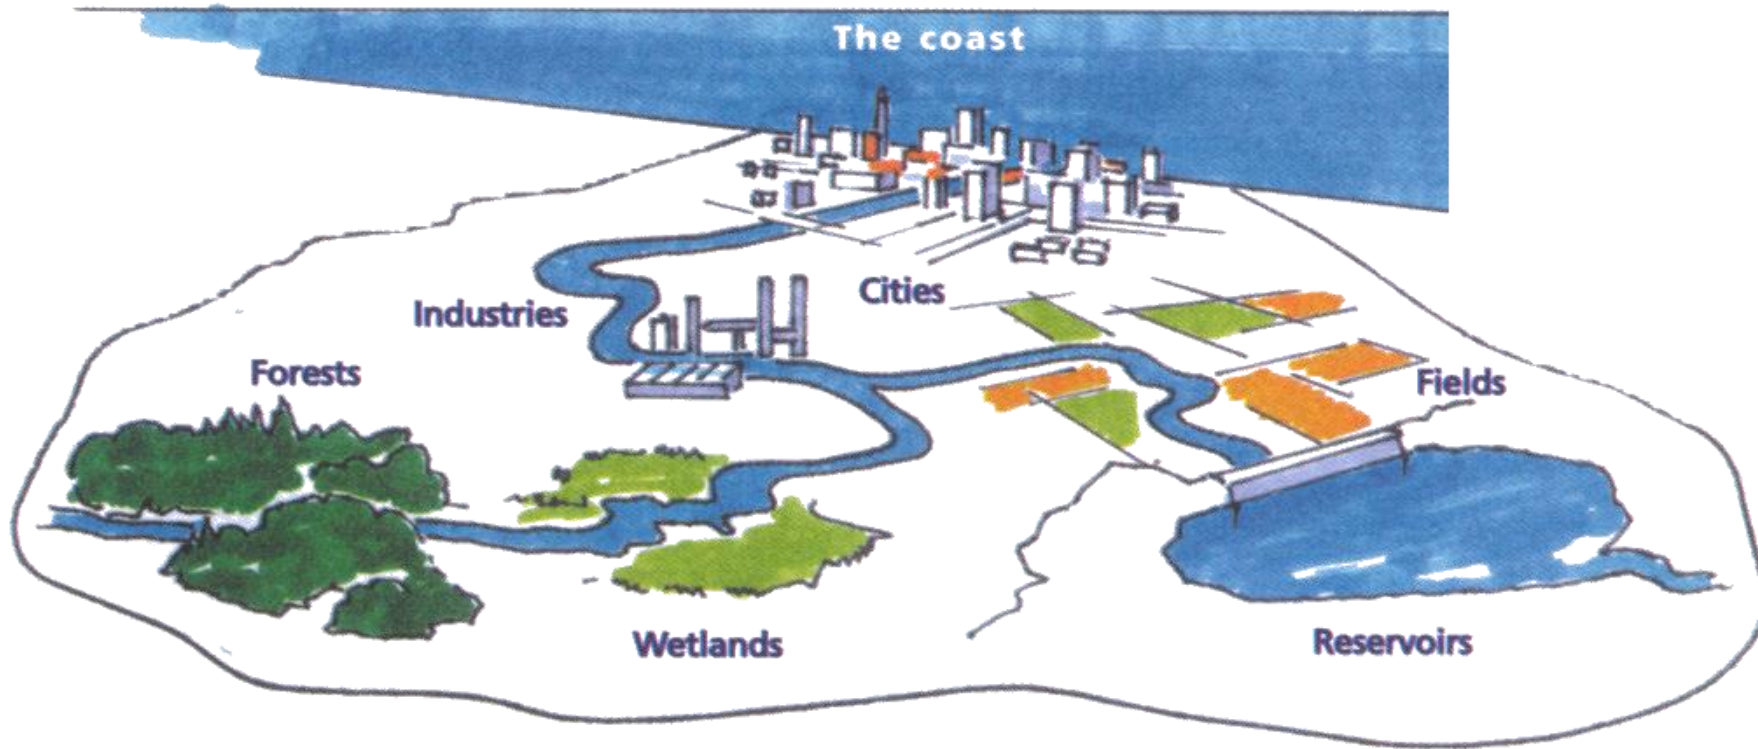 The coast
Cities
Industries
Forests
Fields
Wetlands
Reservoirs